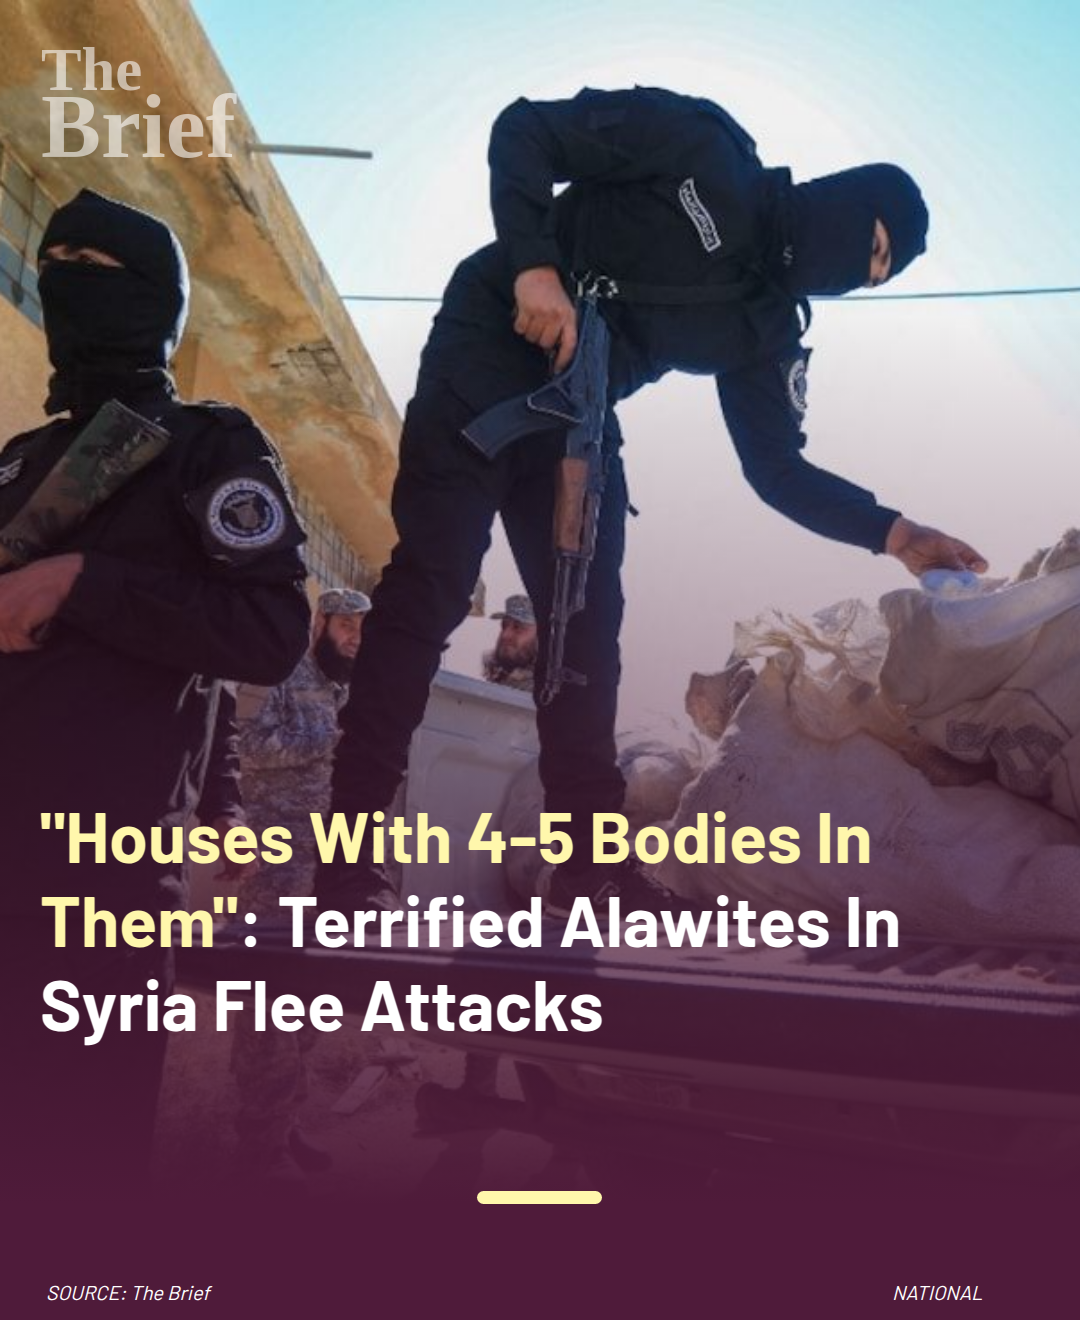 The
Brief
"Houses With 4-5 Bodies In
Them": Terrified Alawites In
Syria Flee Attacks
SOURCE: The Brief
NATIONAL